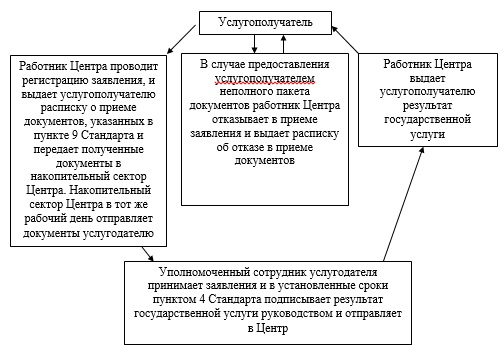 Услугополучатель
Работник Центра проводит
регистрацию заявления, и
выдает услугополучателю
расписку о приеме
документов, указанных в
пункте 9 Стандарта и
передает полученные
документы в
накопительный сектор
Центра. Накопительный
сектор Центра в тот же
рабочий день отправляет
документы услугодателю
В случае предоставления
услугополучателем
неполного пакета
документов работник Центра
отказывает в приеме
заявления и выдает расписку
об отказе в приеме
документов
Работник Центра
выдает
услугополучателю
результат
государственной
услуги
Уполномоченный сотрудник услугодателя
принимает заявления и в установленные сроки
пунктом 4 Стандарта подписывает результат
государственной услуги руководством и отправляет
в Центр